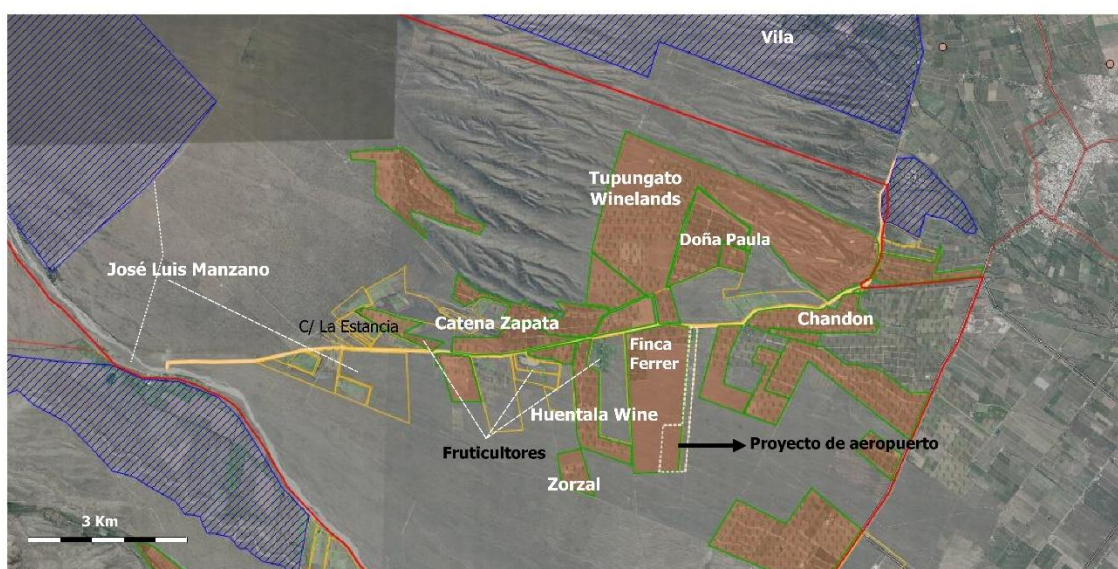 Vila
Tupungato
Winelands
Doña Paula
José Luis Manzano
C/ La Estancia
Catena Zapata
Chandon
Finca
Ferrer
Huentala Wine
Fruticultores
Proyecto de aeropuerto
Zorzal
3 Km